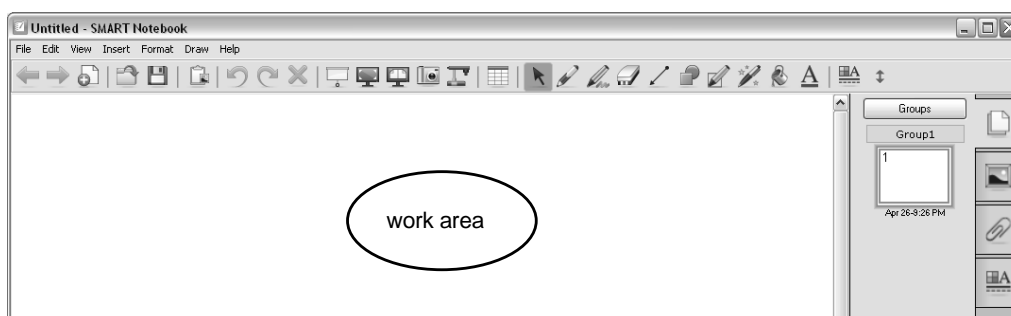 Untitled - SMART Notebook
File Edit View Insert Format Draw Help
Groups
Group1
1
Apr 26-9:26 PM
work area